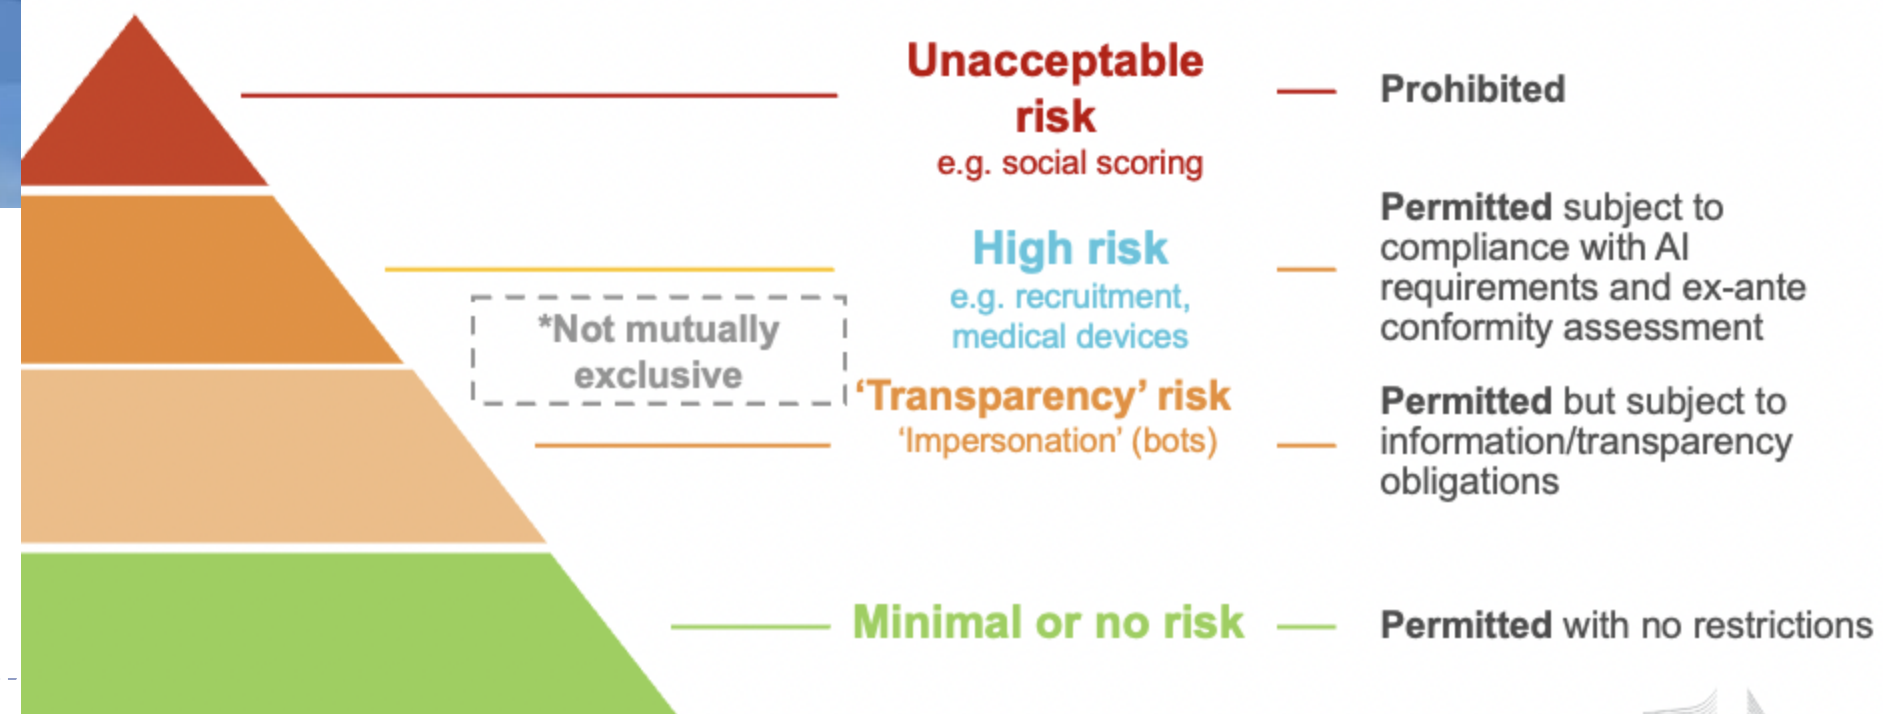 Unacceptable
risk
e.g. social scoring
Prohibited
High risk
e.g. recruitment,
medical devices
Permitted subject to
compliance with AI
requirements and ex-ante
conformity assessment
*Not mutually
exclusive
‘Transparency’ risk
‘Impersonation’ (bots)
Permitted but subject to
information/transparency
obligations
Minimal or no risk
Permitted with no restrictions